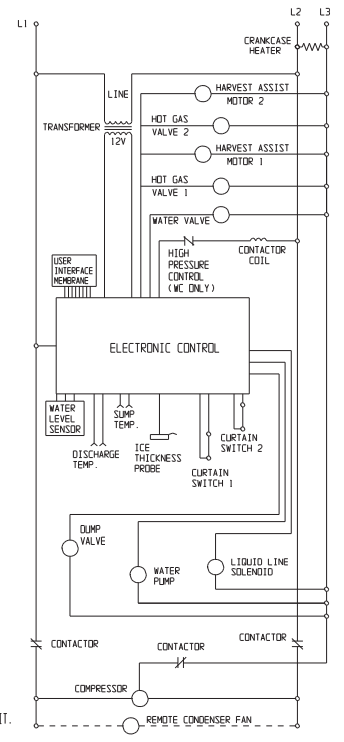 L1
L2
L3
CRANKCASE
HEATER
LINE
HARVEST ASSIST
MOTOR 2
TRANSFORMER
12V
HOT GAS
VALVE 2
HARVEST ASSIST
MOTOR 1
HOT GAS
VALVE 1
WATER VALVE
HIGH
PRESSURE
CONTROL
(WC ONLY)
CONTACTOR
COIL
USER
INTERFACE
MEMBRANE
ELECTRONIC CONTROL
WATER
LEVEL
SENSOR
SUMP
TEMP.
DISCHARGE
TEMP.
ICE
THICKNESS
PROBE
CURTAIN
SWITCH 2
CURTAIN
SWITCH 1
DUMP
VALVE
WATER
PUMP
LIQUID LINE
SOLENOID
CONTACTOR
CONTACTOR
CONTACTOR
COMPRESSOR
IT.
REMOTE CONDENSER FAN